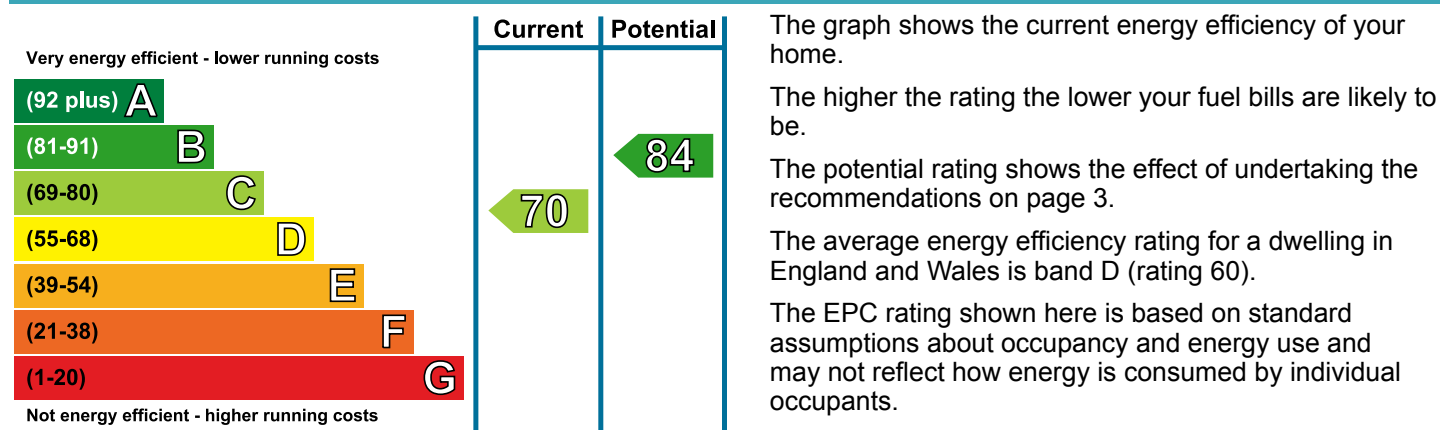 Current Potential
Very energy efficient - lower running costs
(92 plus) A
(81-91) B
(69-80) C
(55-68) D
(39-54) E
(21-38) F
(1-20) G
Not energy efficient - higher running costs
70
84
The graph shows the current energy efficiency of your
home.
The higher the rating the lower your fuel bills are likely to
be.
The potential rating shows the effect of undertaking the
recommendations on page 3.
The average energy efficiency rating for a dwelling in
England and Wales is band D (rating 60).
The EPC rating shown here is based on standard
assumptions about occupancy and energy use and
may not reflect how energy is consumed by individual
occupants.